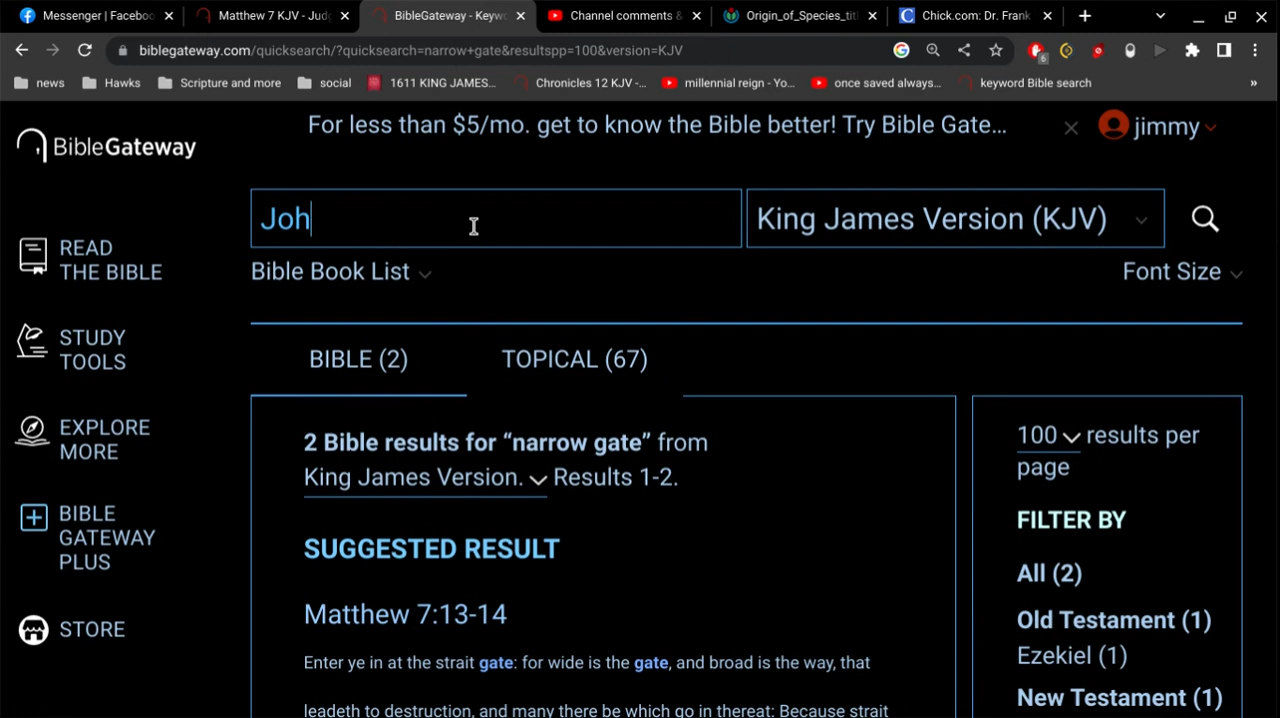 Messenger | Faceboo
Matthew 7 KJV - Judg
BibleGateway - Keywo
Channel comments &
Origin_of_Species_titl
Chick.com: Dr. Frank
biblegateway.com/quicksearch/?quicksearch=narrow+gate&resultspp=100&version=KJV
6
news
Hawks
Scripture and more
social
1611 KING JAMES...
Chronicles 12 KJV -...
millennial reign - Yo...
once saved always...
keyword Bible search
»
For less than $5/mo. get to know the Bible better! Try Bible Gate...
jimmy
BibleGateway
Joh
King James Version (KJV)
READ
THE BIBLE
Bible Book List
Font Size
STUDY
TOOLS
BIBLE (2)
TOPICAL (67)
EXPLORE
MORE
2 Bible results for “narrow gate” from
King James Version. Results 1-2.
100 results per
page
BIBLE
GATEWAY
PLUS
FILTER BY
SUGGESTED RESULT
All (2)
Matthew 7:13-14
Old Testament (1)
STORE
Ezekiel (1)
Enter ye in at the strait gate: for wide is the gate, and broad is the way, that
New Testament (1)
leadeth to destruction, and many there be which go in thereat: Because strait